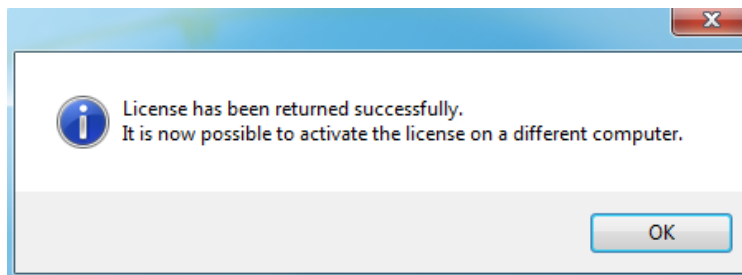 License has been returned successfully.
It is now possible to activate the license on a different computer.
OK